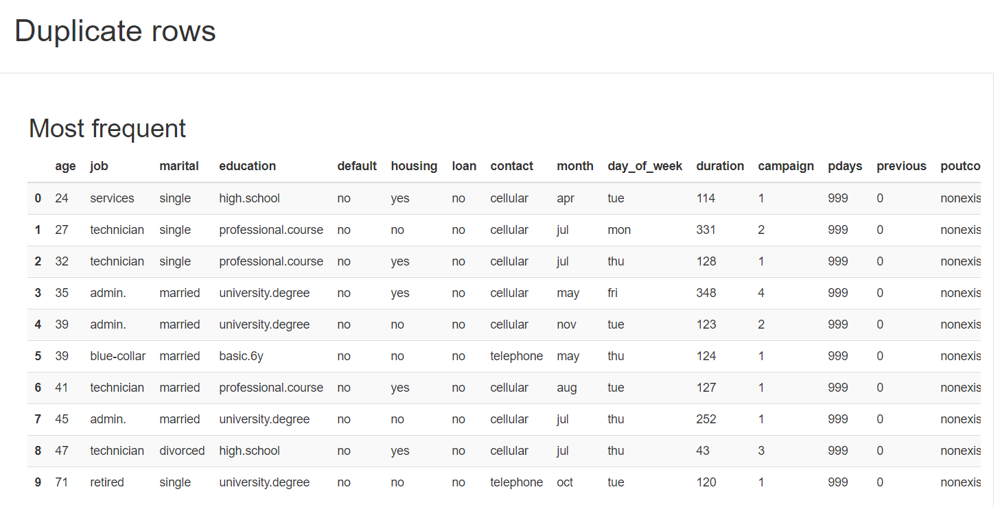 Duplicate rows
Most frequent
age job marital education default housing loan contact month day_of_week duration campaign pdays previous poutco
0 24 services single high.school no yes no cellular apr tue 114 1 999 0 nonexis
1 27 technician single professional.course no no no cellular jul mon 331 2 999 0 nonexis
2 32 technician single professional.course no yes no cellular jul thu 128 1 999 0 nonexis
3 35 admin. married university.degree no yes no cellular may fri 348 4 999 0 nonexis
4 39 admin. married university.degree no no no cellular nov tue 123 2 999 0 nonexis
5 39 blue-collar married basic.6y no no no telephone may thu 124 1 999 0 nonexis
6 41 technician married professional.course no yes no cellular aug tue 127 1 999 0 nonexis
7 45 admin. married university.degree no no no cellular jul thu 252 1 999 0 nonexis
8 47 technician divorced high.school no yes no cellular jul thu 43 3 999 0 nonexis
9 71 retired single university.degree no no no telephone oct tue 120 1 999 0 nonexis